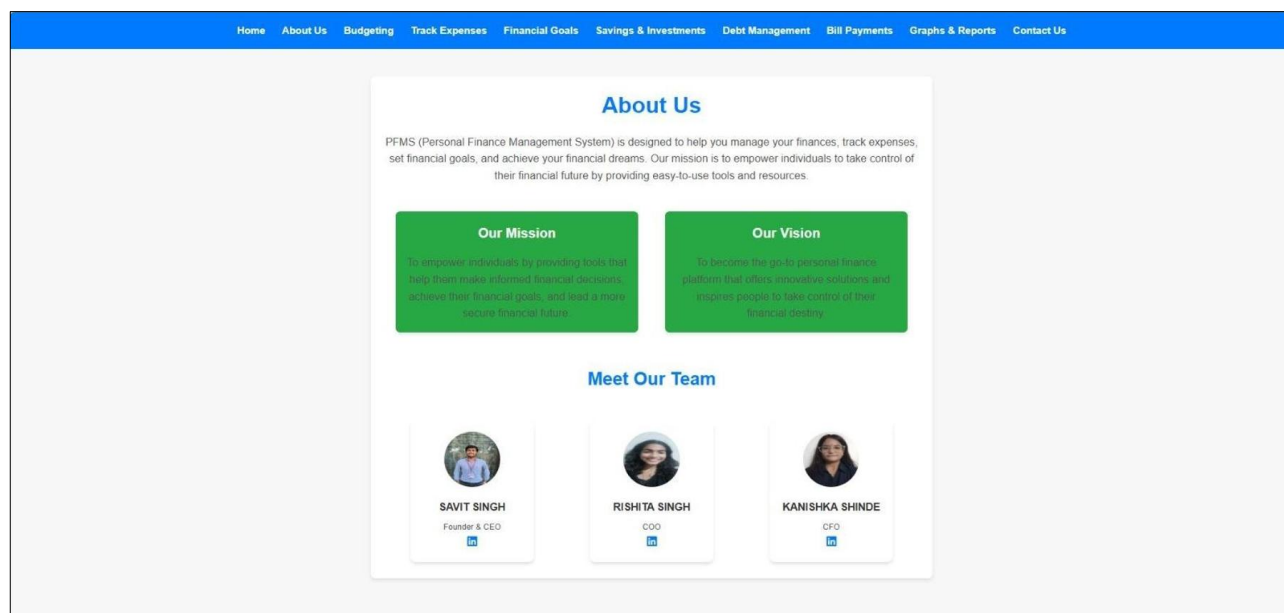 Home About Us Budgeting Track Expenses Financial Goals Savings & Investments Debt Management Bill Payments Graphs & Reports Contact Us
About Us
PFMS (Personal Finance Management System) is designed to help you manage your finances, track expenses,
set financial goals, and achieve your financial dreams. Our mission is to empower individuals to take control of
their financial future by providing easy-to-use tools and resources.
Our Mission
To empower individuals by providing tools that
help them make informed financial decisions,
achieve their financial goals, and lead a more
secure financial future.
Our Vision
To become the go-to personal finance
platform that offers innovative solutions and
inspires people to take control of their
financial destiny.
Meet Our Team
SAVIT SINGH
Founder & CEO
in
RISHITA SINGH
COO
in
KANISHKA SHINDE
CFO
in